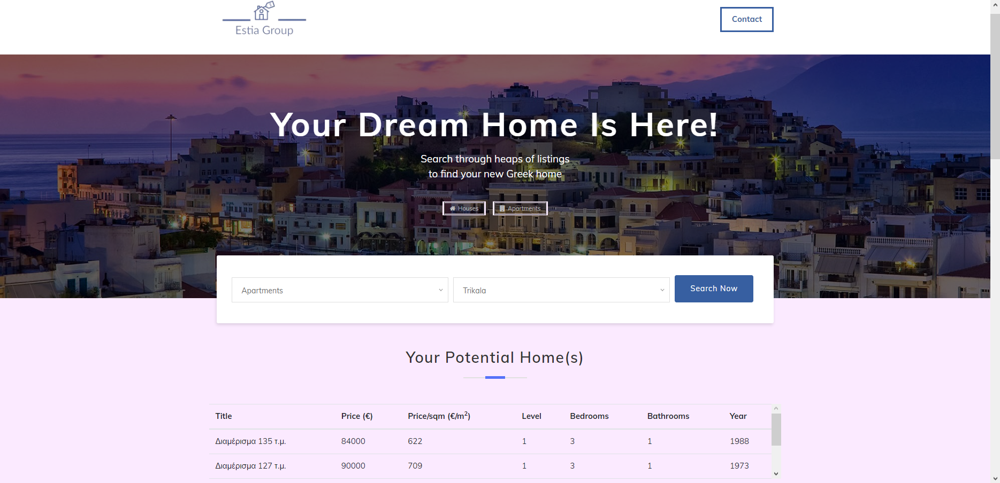 Estia Group
Contact
Your Dream Home Is Here!
Search through heaps of listings
to find your new Greek home
Houses Apartments
Apartments Trikala Search Now
Your Potential Home(s)
Title Price (€) Price/sqm (€/m²) Level Bedrooms Bathrooms Year
Διαμέρισμα 135 τ.μ. 84000 622 1 3 1 1988
Διαμέρισμα 127 τ.μ. 90000 709 1 3 1 1973